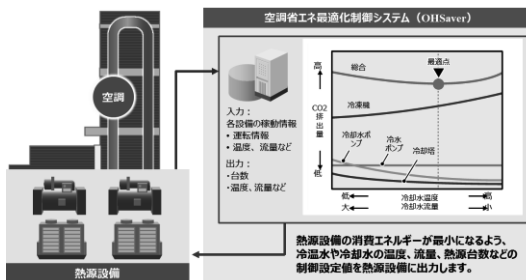 空調省エネ最適化制御システム（OHSaver）
空調
熱源設備
入力：
各設備の稼動情報
・運転情報
・温度、流量など
出力：
・台数
・温度、流量など
高
CO2
排
出
量
低
総合
最適点
冷凍機
冷却水ポ
ンプ
冷水
ポンプ
冷却塔
低
冷却水温度
高
大
冷却水流量
小
熱源設備の消費エネルギーが最小になるよう、
冷温水や冷却水の温度、流量、熱源台数などの
制御設定値を熱源設備に出力します。